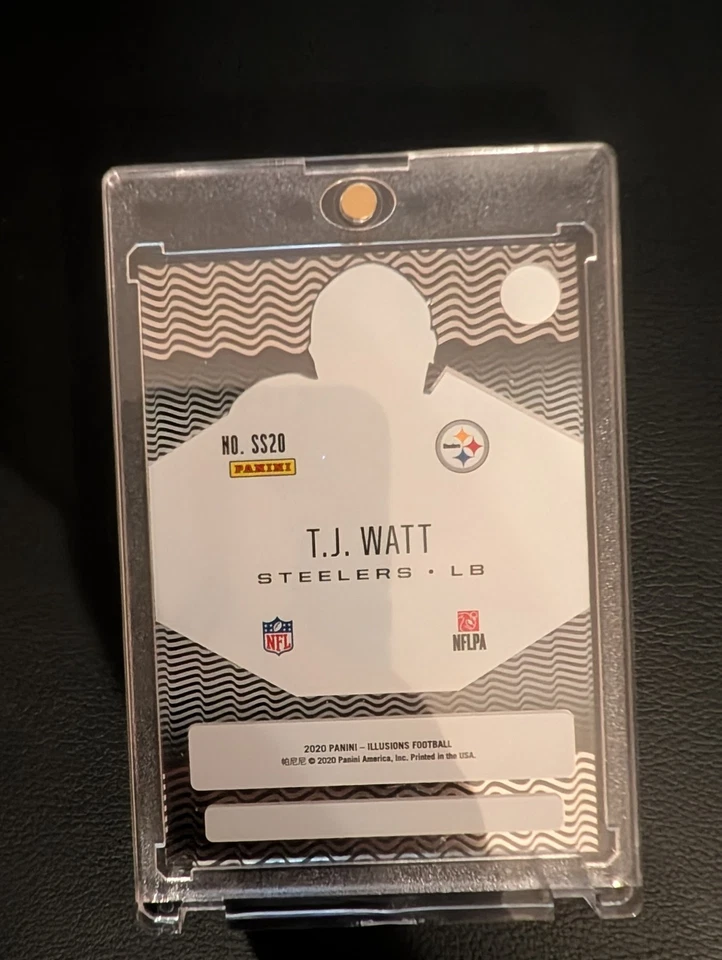 NO. SS20
PANINI
Steelers
T.J. WATT
STEELERS • LB
NFL
NFLPA
2020 PANINI – ILLUSIONS FOOTBALL
帕尼尼 © 2020 Panini America, Inc. Printed in the USA.